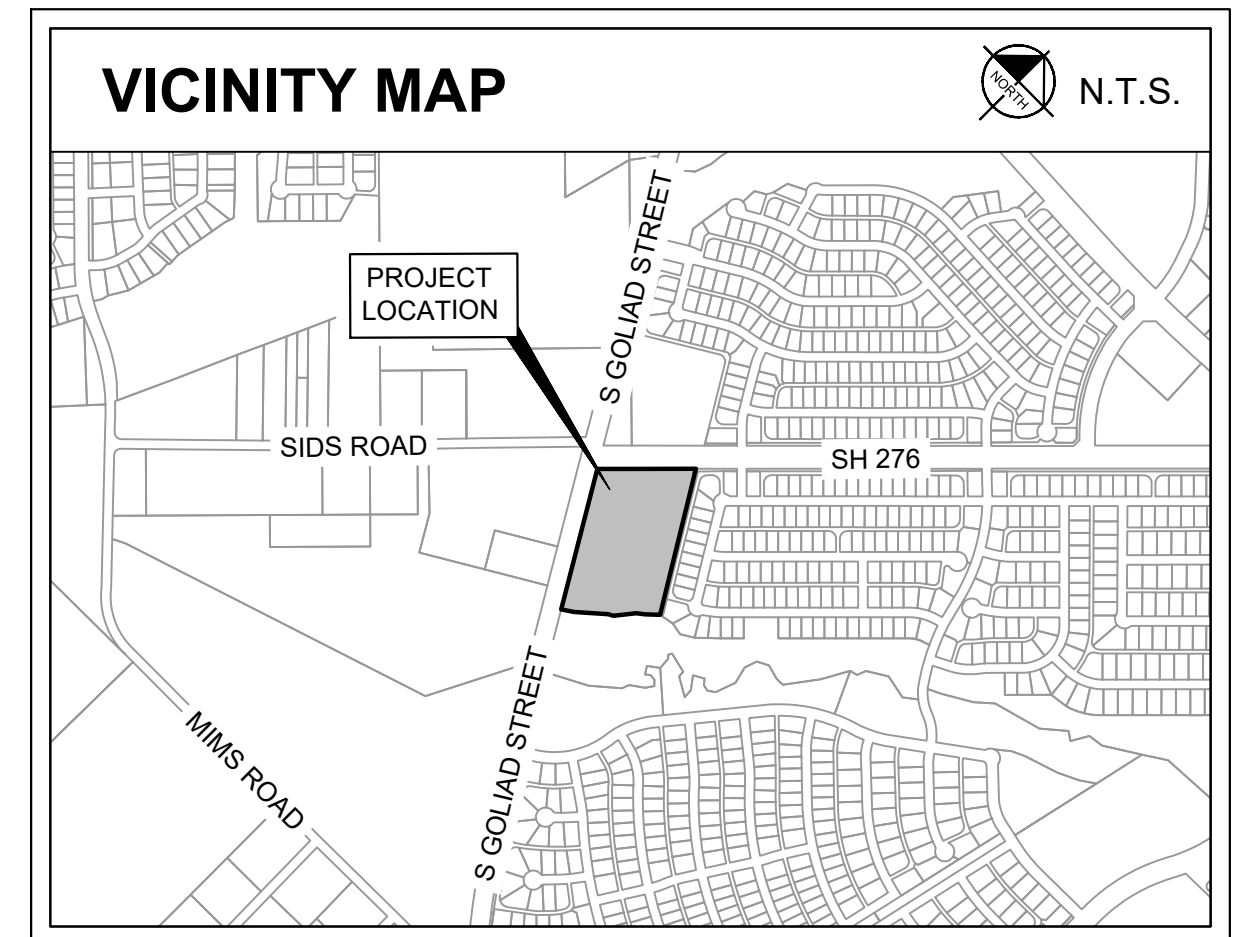 VICINITY MAP
NORTH
N.T.S.
S GOLIAD STREET
PROJECT
LOCATION
SIDS ROAD
SH 276
S GOLIAD STREET
MIMS ROAD